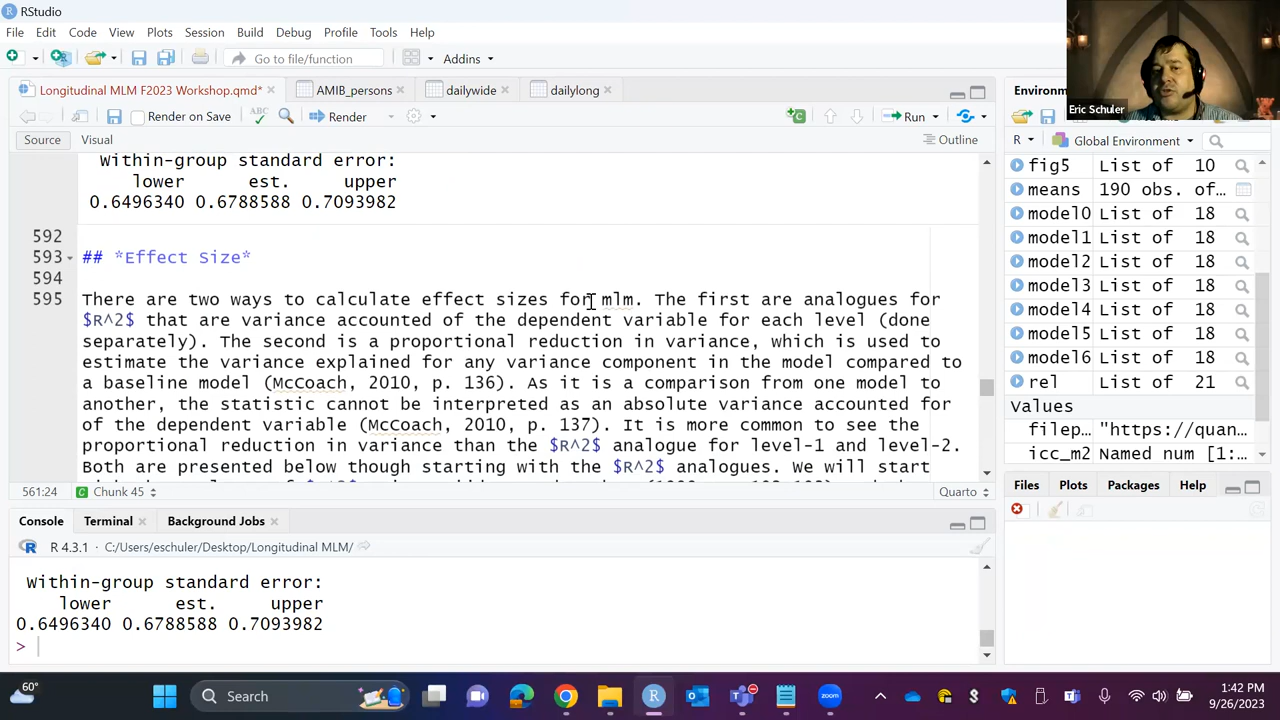 RStudio
File Edit Code View Plots Session Build Debug Profile Tools Help
Go to file/function
Addins
Longitudinal MLM F2023 Workshop.qmd*
AMIB_persons
dailywide
dailylong
Render on Save
ABC
Render
Run
Source Visual
Outline
within-group standard error:
lower est. upper
0.6496340 0.6788588 0.7093982
592
593 ## *Effect Size*
594
595 There are two ways to calculate effect sizes for mlm. The first are analogues for
$R^2$ that are variance accounted of the dependent variable for each level (done
separately). The second is a proportional reduction in variance, which is used to
estimate the variance explained for any variance component in the model compared to
a baseline model (McCoach, 2010, p. 136). As it is a comparison from one model to
another, the statistic cannot be interpreted as an absolute variance accounted for
of the dependent variable (McCoach, 2010, p. 137). It is more common to see the
proportional reduction in variance than the $R^2$ analogue for level-1 and level-2.
Both are presented below though starting with the $R^2$ analogues. We will start
561:24 Chunk 45
Quarto
Console Terminal Background Jobs
R 4.3.1 · C:/Users/eschuler/Desktop/Longitudinal MLM/
within-group standard error:
lower est. upper
0.6496340 0.6788588 0.7093982
>
Eric Schuler
Environm
R Global Environment
fig5 List of 10
means 190 obs. of…
model0 List of 18
model1 List of 18
model2 List of 18
model3 List of 18
model4 List of 18
model5 List of 18
model6 List of 18
rel List of 21
Values
filep… "https://quan…
icc_m2 Named num [1:…
Files Plots Packages Help
60°
Search
1:42 PM
9/26/2023